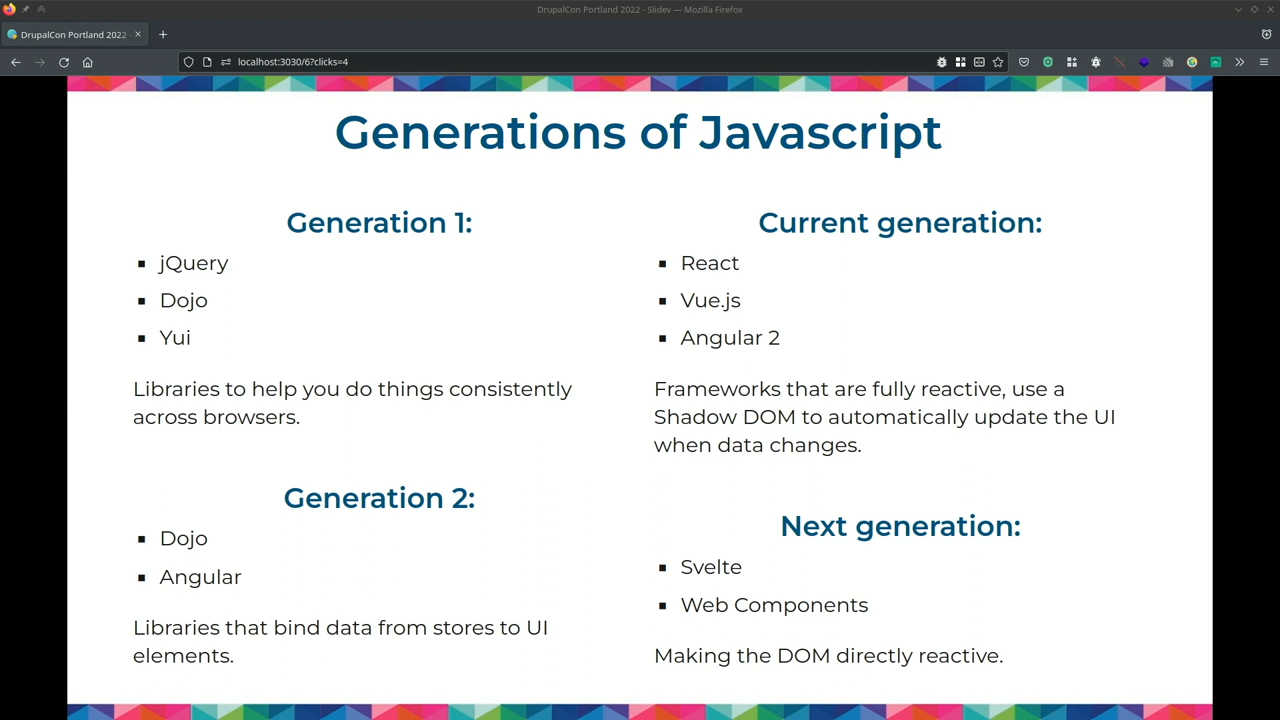 DrupalCon Portland 2022 - Slidev — Mozilla Firefox
DrupalCon Portland 2022
localhost:3030/6?clicks=4
Generations of Javascript
Generation 1:
jQuery
Dojo
Yui
Libraries to help you do things consistently
across browsers.
Generation 2:
Dojo
Angular
Libraries that bind data from stores to UI
elements.
Current generation:
React
Vue.js
Angular 2
Frameworks that are fully reactive, use a
Shadow DOM to automatically update the UI
when data changes.
Next generation:
Svelte
Web Components
Making the DOM directly reactive.